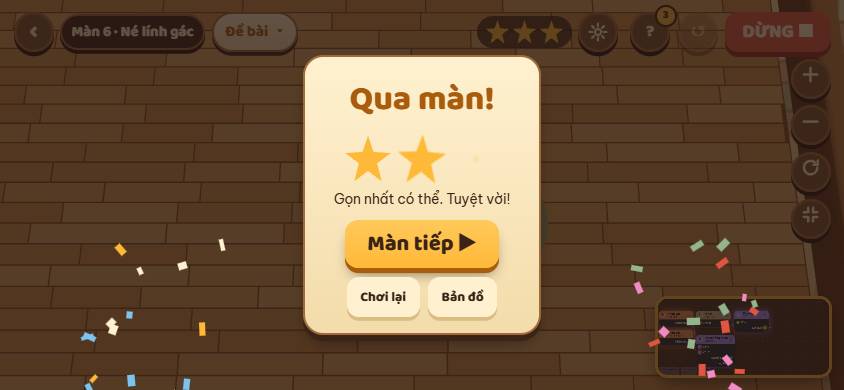 Màn 6 · Né lính gác
Đề bài
3
?
DỪNG
Qua màn!
Gọn nhất có thể. Tuyệt vời!
Màn tiếp
Chơi lại
Bản đồ